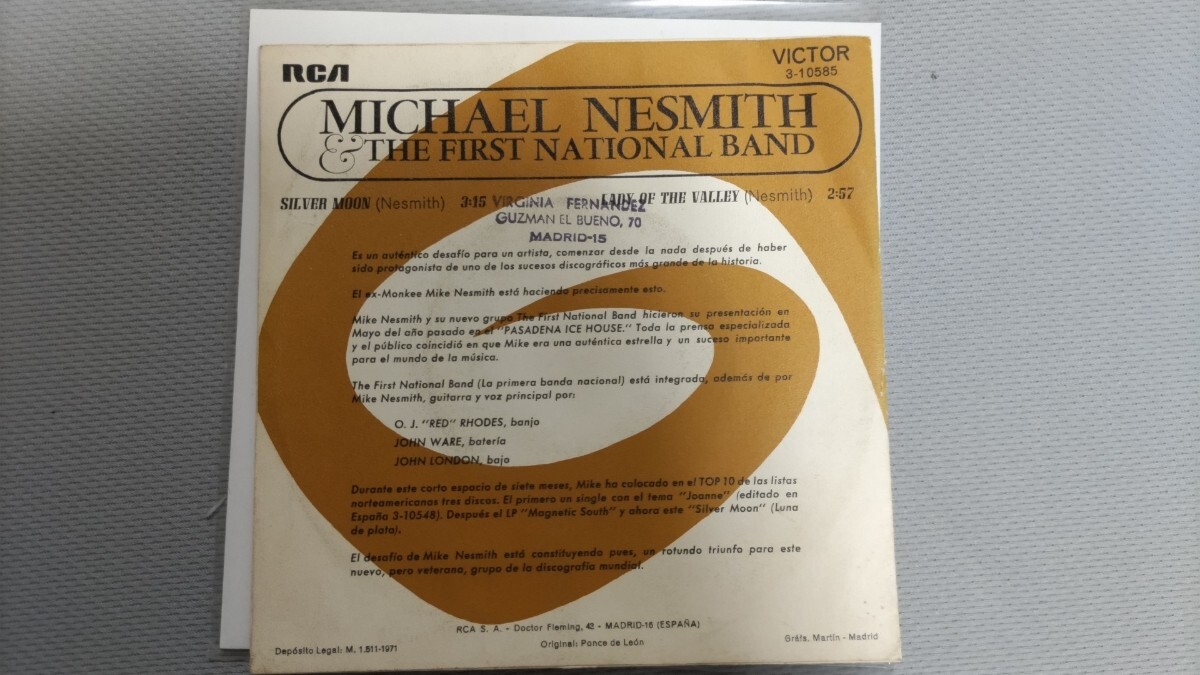 RCA
VICTOR
3-10585
MICHAEL NESMITH
& THE FIRST NATIONAL BAND
SILVER MOON (Nesmith) 3:15
LADY OF THE VALLEY (Nesmith) 2:57
VIRGINIA FERNANDEZ
GUZMAN EL BUENO, 70
MADRID-15
Es un auténtico desafío para un artista, comenzar desde la nada después de haber
sido protagonista de uno de los sucesos discográficos más grande de la historia.
El ex-Monkee Mike Nesmith está haciendo precisamente esto.
Mike Nesmith y su nuevo grupo The First National Band hicieron su presentación en
Mayo del año pasado en el "PASADENA ICE HOUSE." Toda la prensa especializada
y el público coincidió en que Mike era una auténtica estrella y un suceso importante
para el mundo de la música.
The First National Band (La primera banda nacional) está integrada, además de por
Mike Nesmith, guitarra y voz principal por:
O. J. "RED" RHODES, banjo
JOHN WARE, batería
JOHN LONDON, bajo
Durante este corto espacio de siete meses, Mike ha colocado en el TOP 10 de las listas
norteamericanas tres discos. El primero un single con el tema "Joanne" (editado en
España 3-10548). Después el LP "Magnetic South" y ahora este "Silver Moon" (Luna
de plata).
El desafío de Mike Nesmith está constituyendo pues, un rotundo triunfo para este
nuevo, pero veterano, grupo de la discografía mundial.
RCA S. A. - Doctor Fleming, 42 - MADRID-16 (ESPAÑA)
Depósito Legal: M. 1.511-1971
Original: Ponce de León
Gráfs. Martín - Madrid